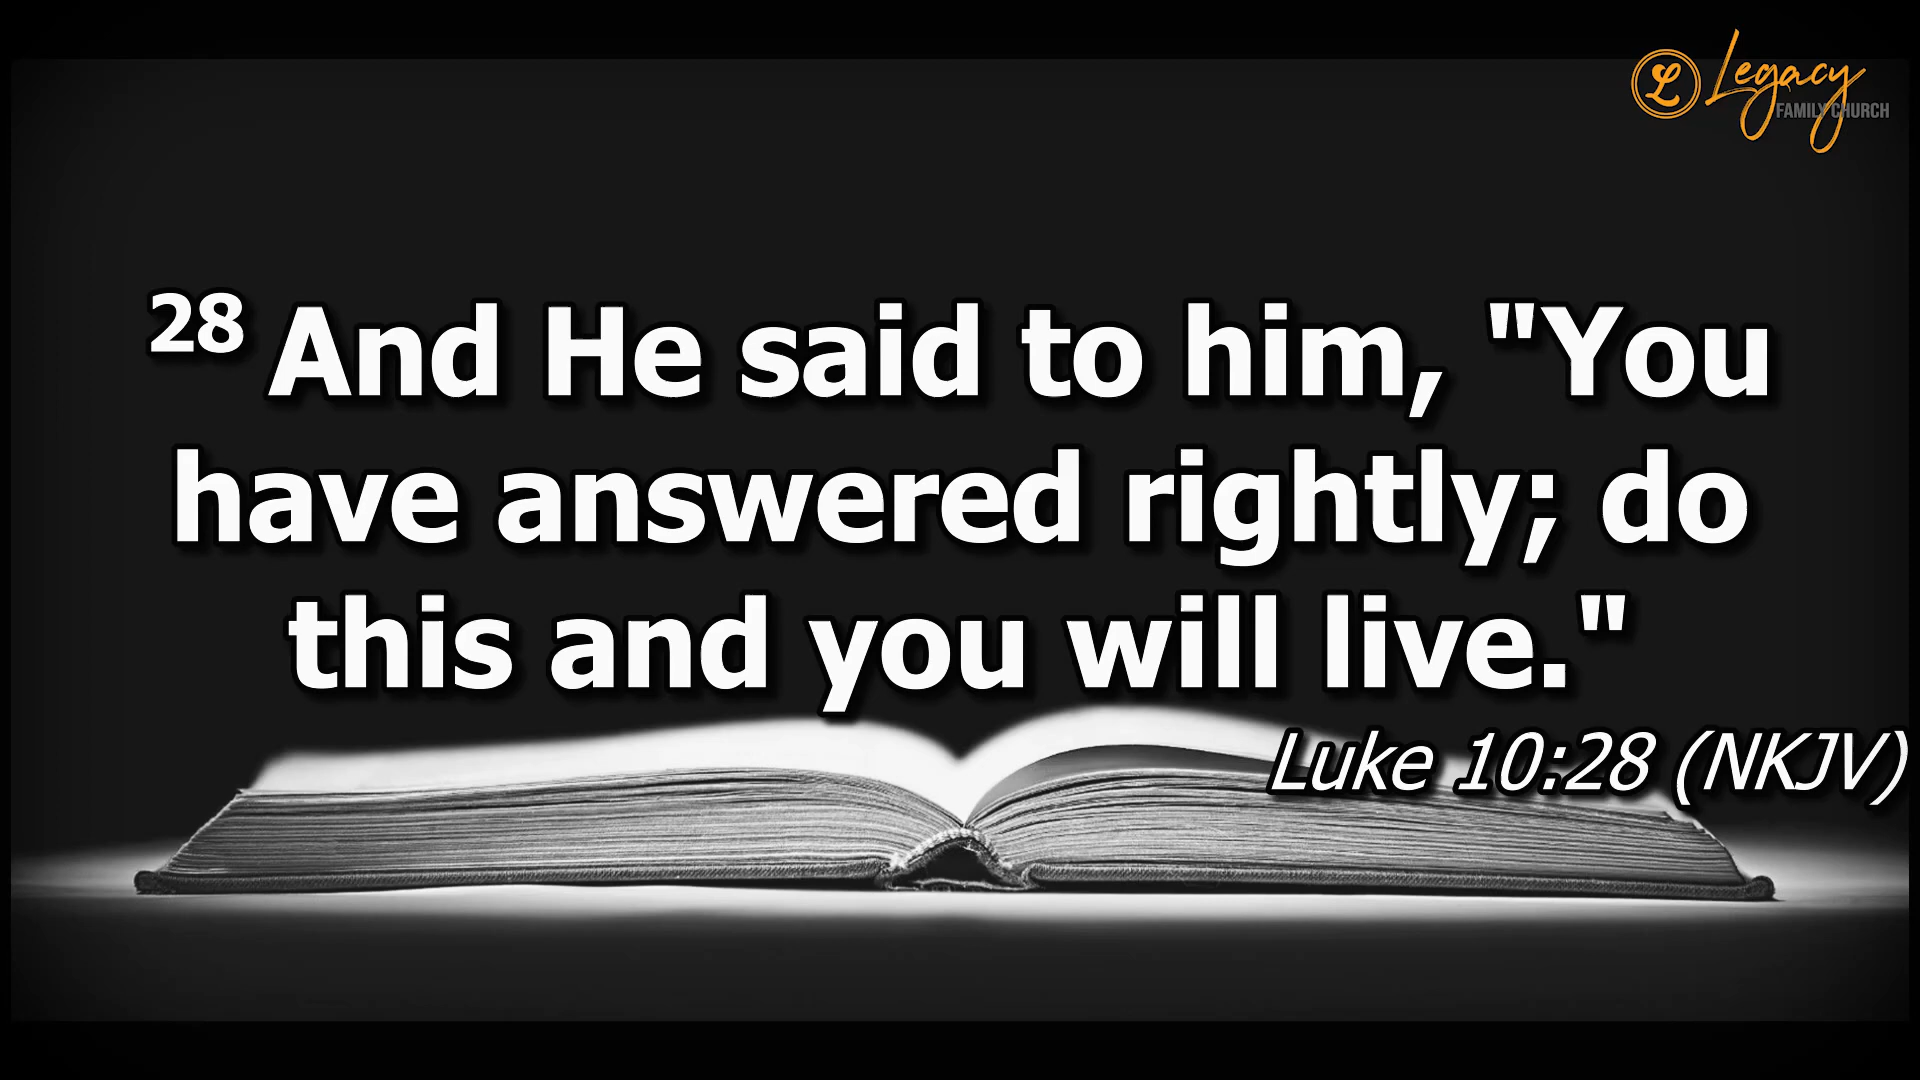 L Legacy
FAMILY CHURCH
28 And He said to him, "You
have answered rightly; do
this and you will live."
Luke 10:28 (NKJV)